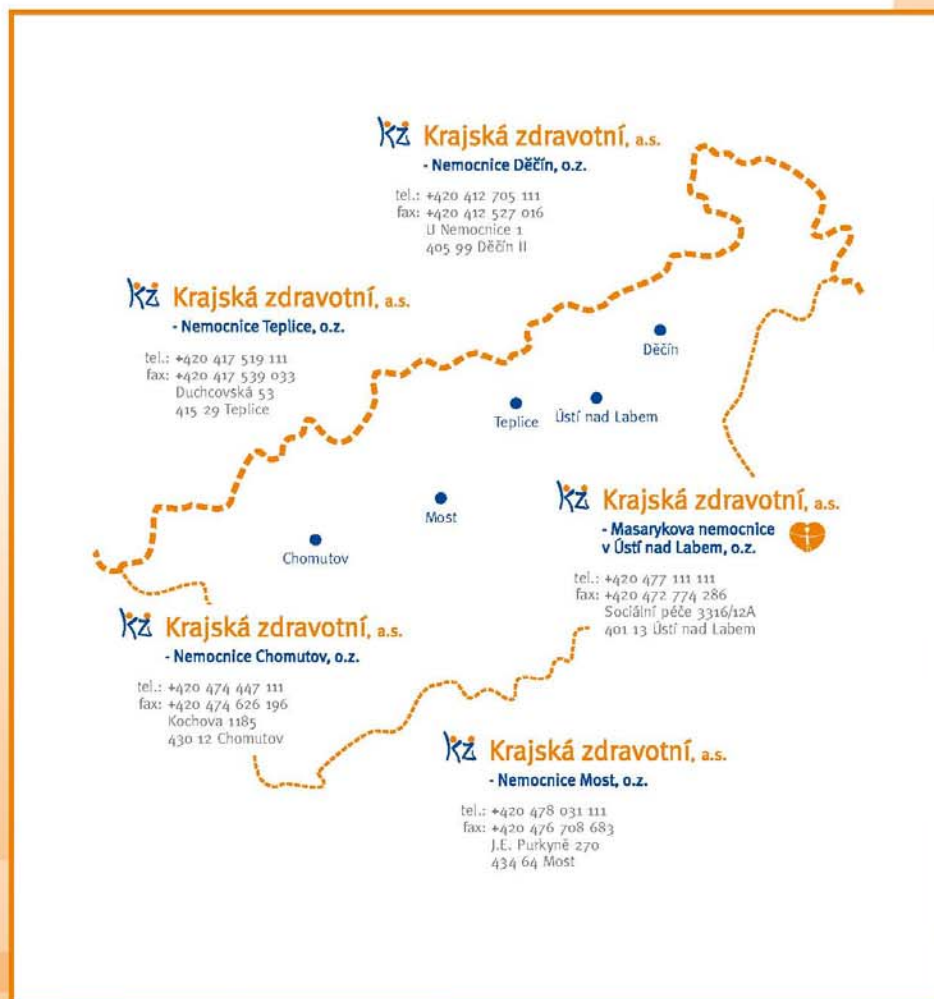 kz Krajská zdravotní, a.s.
- Nemocnice Děčín, o.z.
tel.: +420 412 705 111
fax: +420 412 527 016
U Nemocnice 1
405 99 Děčín II
kz Krajská zdravotní, a.s.
- Nemocnice Teplice, o.z.
tel.: +420 417 519 111
fax: +420 417 539 033
Duchcovská 53
415 29 Teplice
Děčín
Teplice
Ústí nad Labem
Most
Chomutov
kz Krajská zdravotní, a.s.
- Masarykova nemocnice
v Ústí nad Labem, o.z.
tel.: +420 477 111 111
fax: +420 472 774 286
Sociální péče 3316/12A
401 13 Ústí nad Labem
kz Krajská zdravotní, a.s.
- Nemocnice Chomutov, o.z.
tel.: +420 474 447 111
fax: +420 474 626 196
Kochova 1185
430 12 Chomutov
kz Krajská zdravotní, a.s.
- Nemocnice Most, o.z.
tel.: +420 478 031 111
fax: +420 476 708 683
J.E. Purkyně 270
434 64 Most